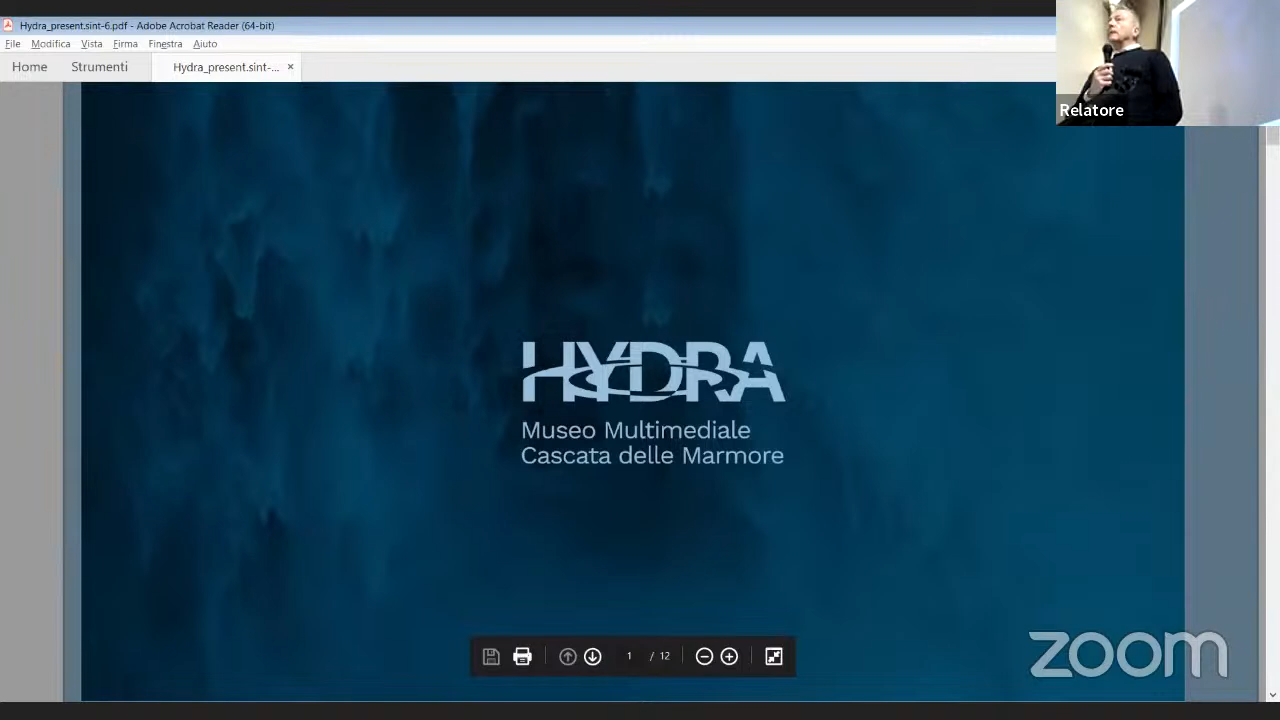 Hydra_present.sint-6.pdf - Adobe Acrobat Reader (64-bit)
File Modifica Vista Firma Finestra Aiuto
Home Strumenti Hydra_present.sint-... ×
Relatore
HYDRA
Museo Multimediale
Cascata delle Marmore
1 / 12
zoom